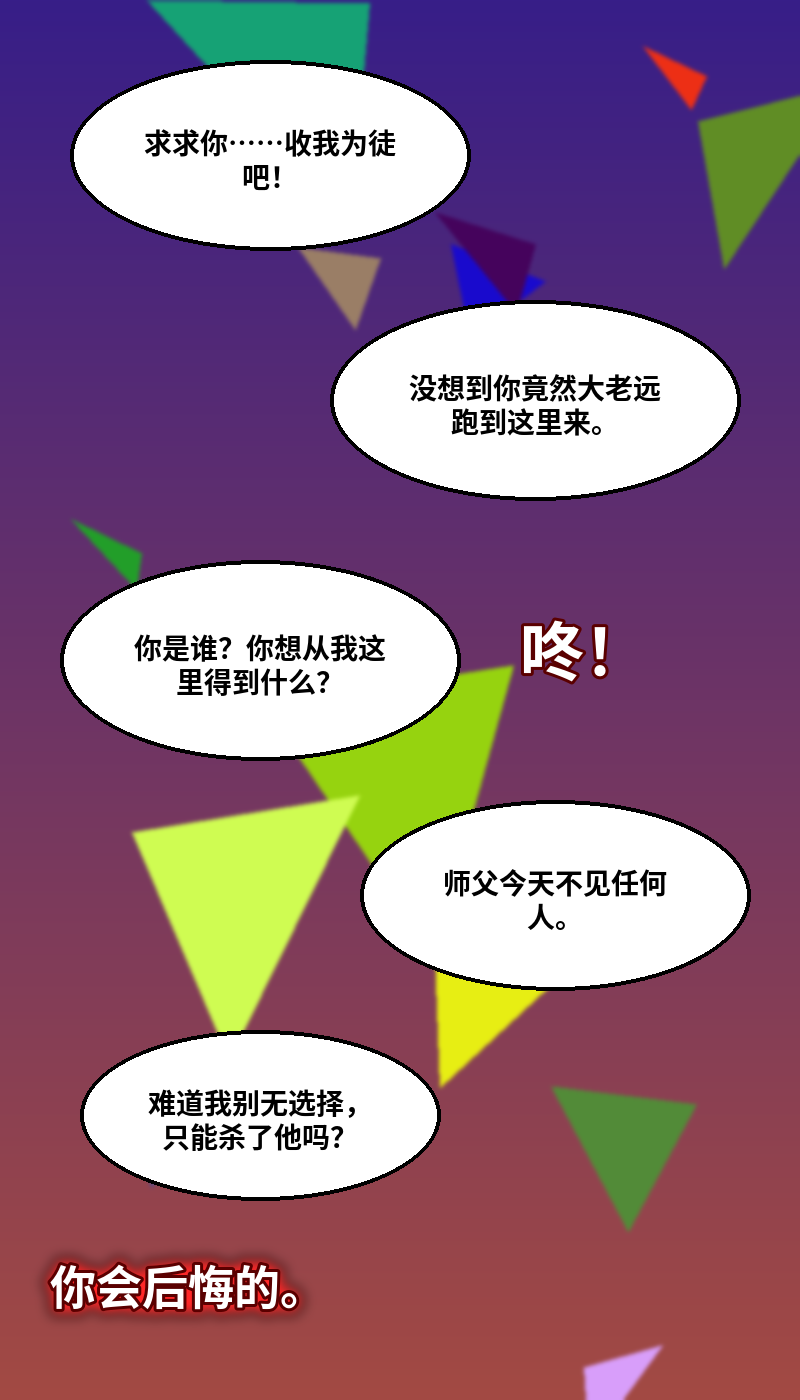 求求你……收我为徒
吧！
没想到你竟然大老远
跑到这里来。
你是谁？你想从我这
里得到什么？
咚！
师父今天不见任何
人。
难道我别无选择，
只能杀了他吗？
你会后悔的。